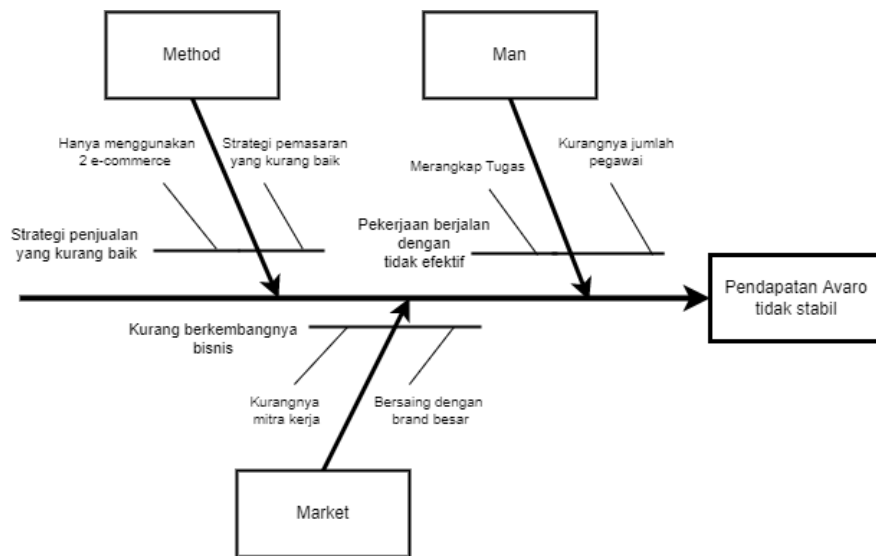 Method
Man
Hanya menggunakan
2 e-commerce
Strategi pemasaran
yang kurang baik
Merangkap Tugas
Kurangnya jumlah
pegawai
Strategi penjualan
yang kurang baik
Pekerjaan berjalan
dengan
tidak efektif
Pendapatan Avaro
tidak stabil
Kurang berkembangnya
bisnis
Kurangnya
mitra kerja
Bersaing dengan
brand besar
Market